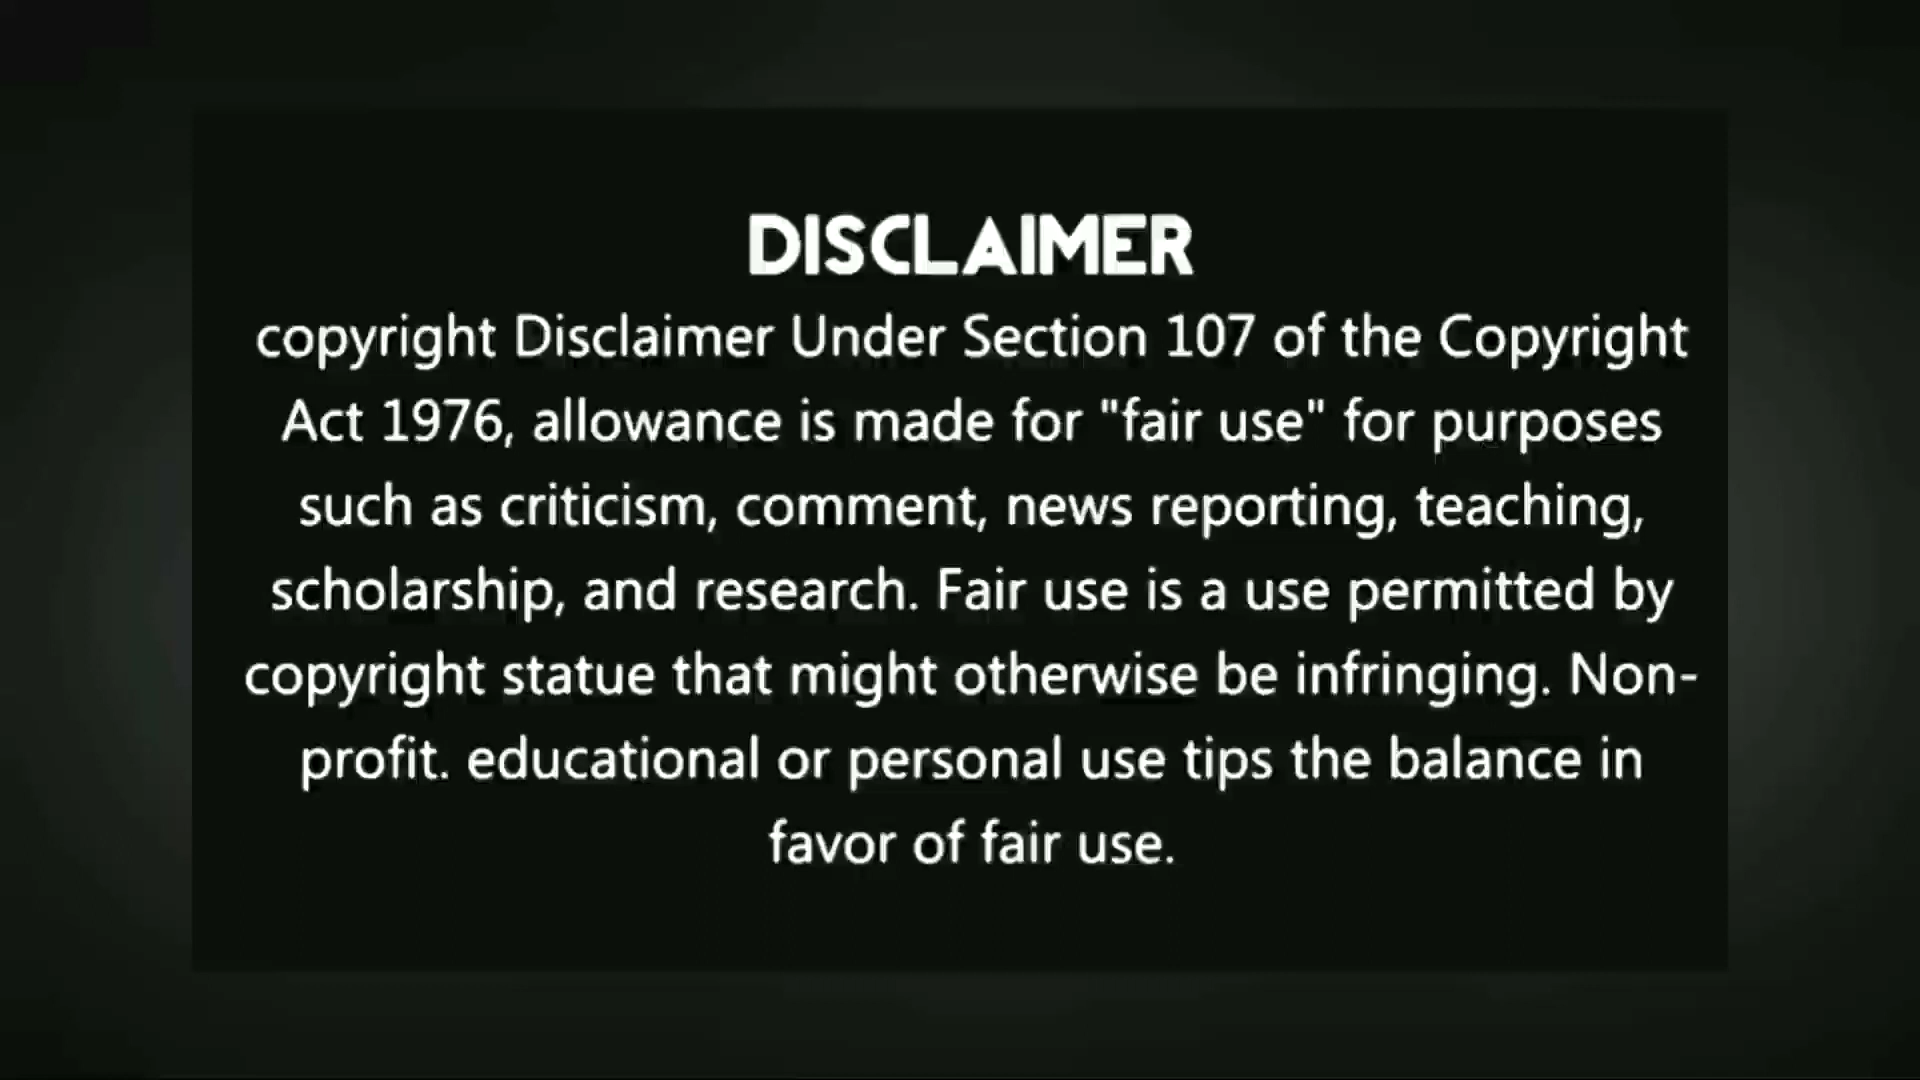 DISCLAIMER
copyright Disclaimer Under Section 107 of the Copyright
Act 1976, allowance is made for "fair use" for purposes
such as criticism, comment, news reporting, teaching,
scholarship, and research. Fair use is a use permitted by
copyright statue that might otherwise be infringing. Non-
profit. educational or personal use tips the balance in
favor of fair use.